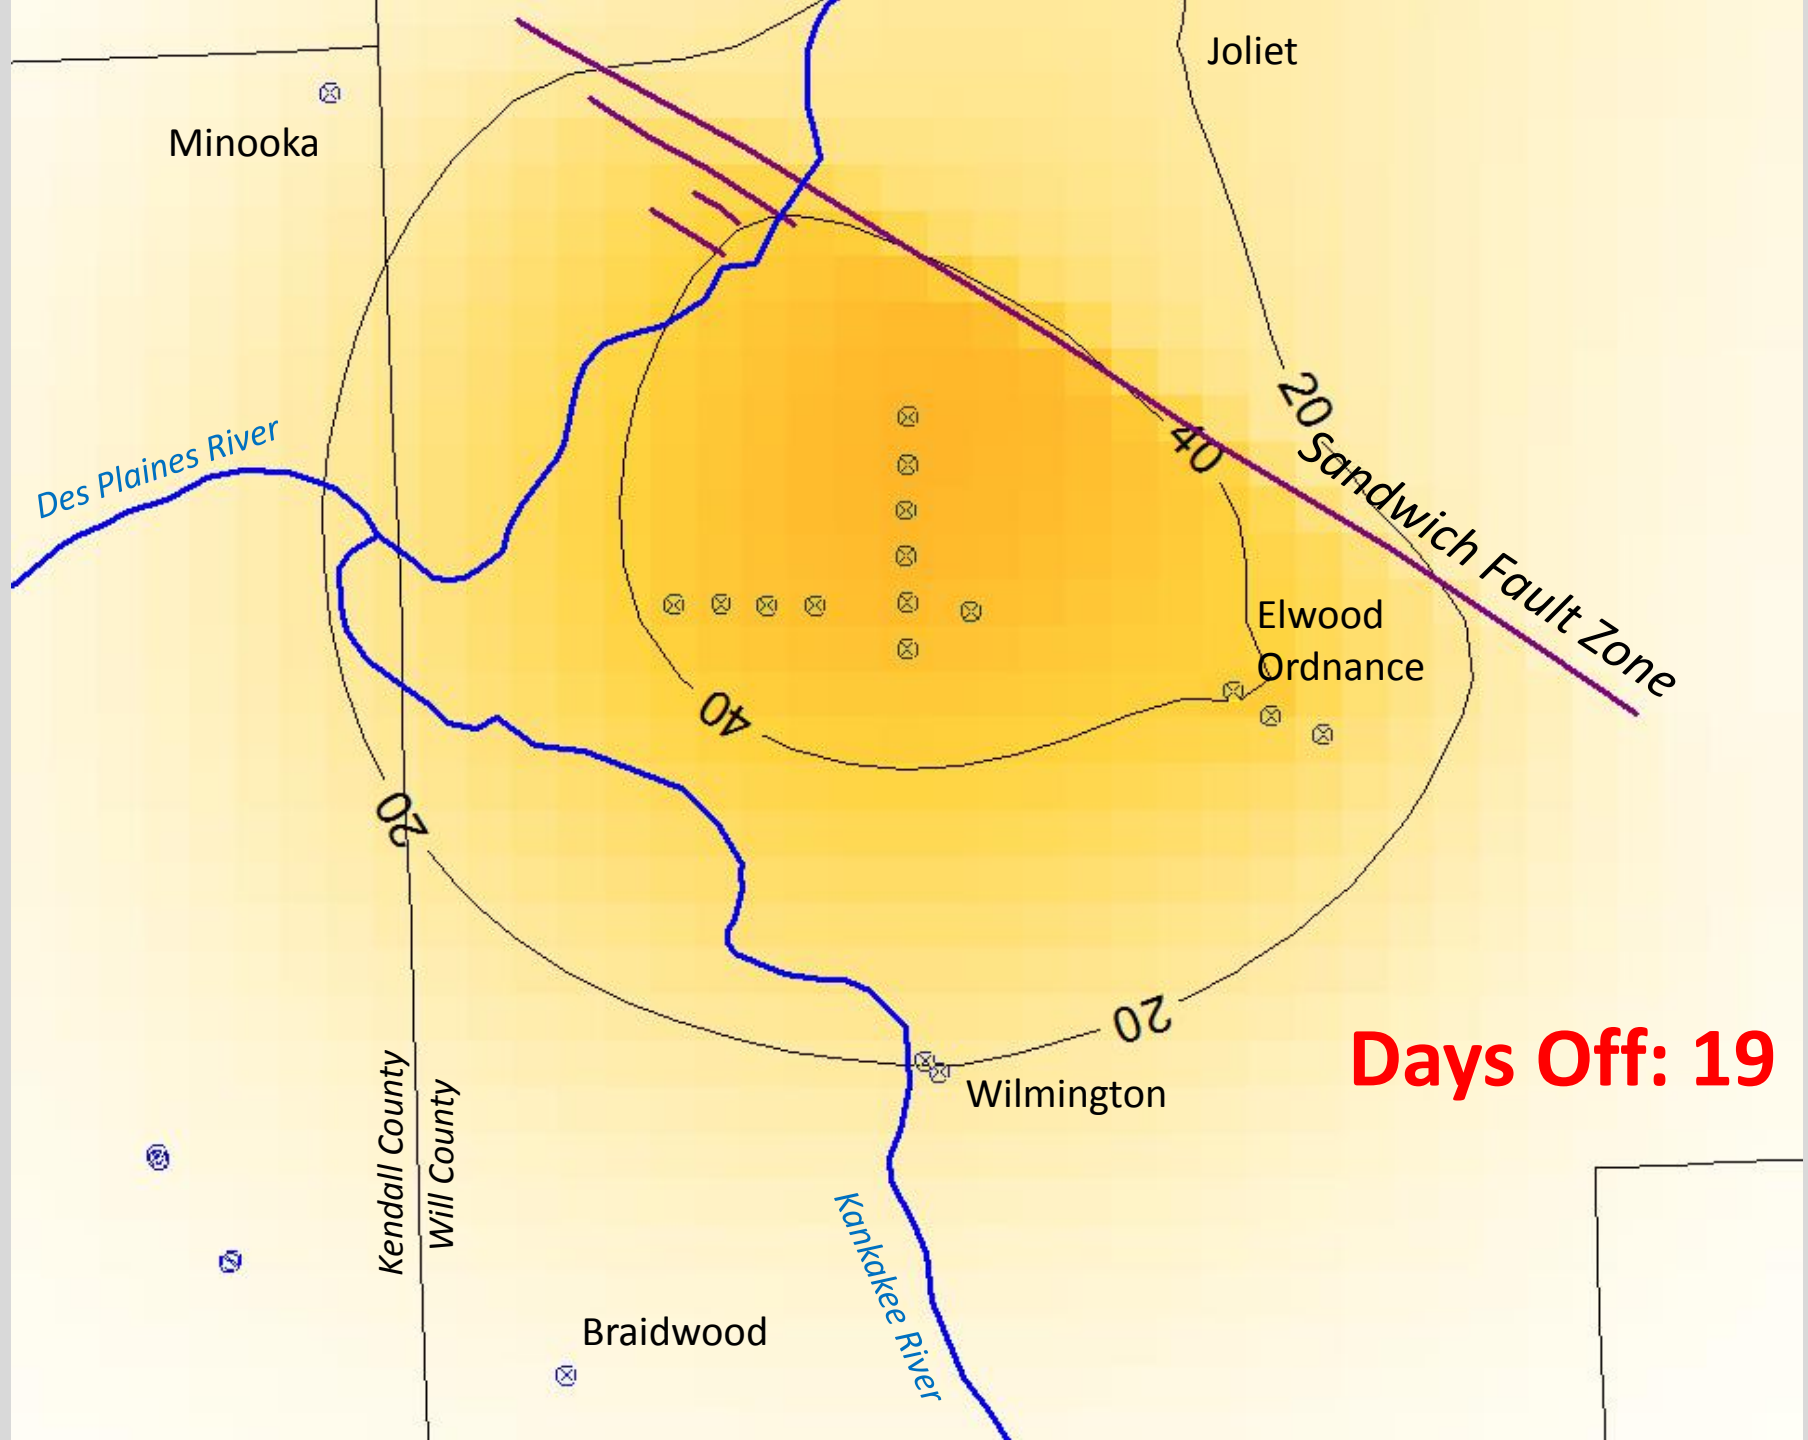 Joliet
Minooka
20
Des Plaines River
40
Sandwich Fault Zone
Elwood
Ordnance
40
20
20
Days Off: 19
Wilmington
Kendall County
Will County
Kankakee River
Braidwood